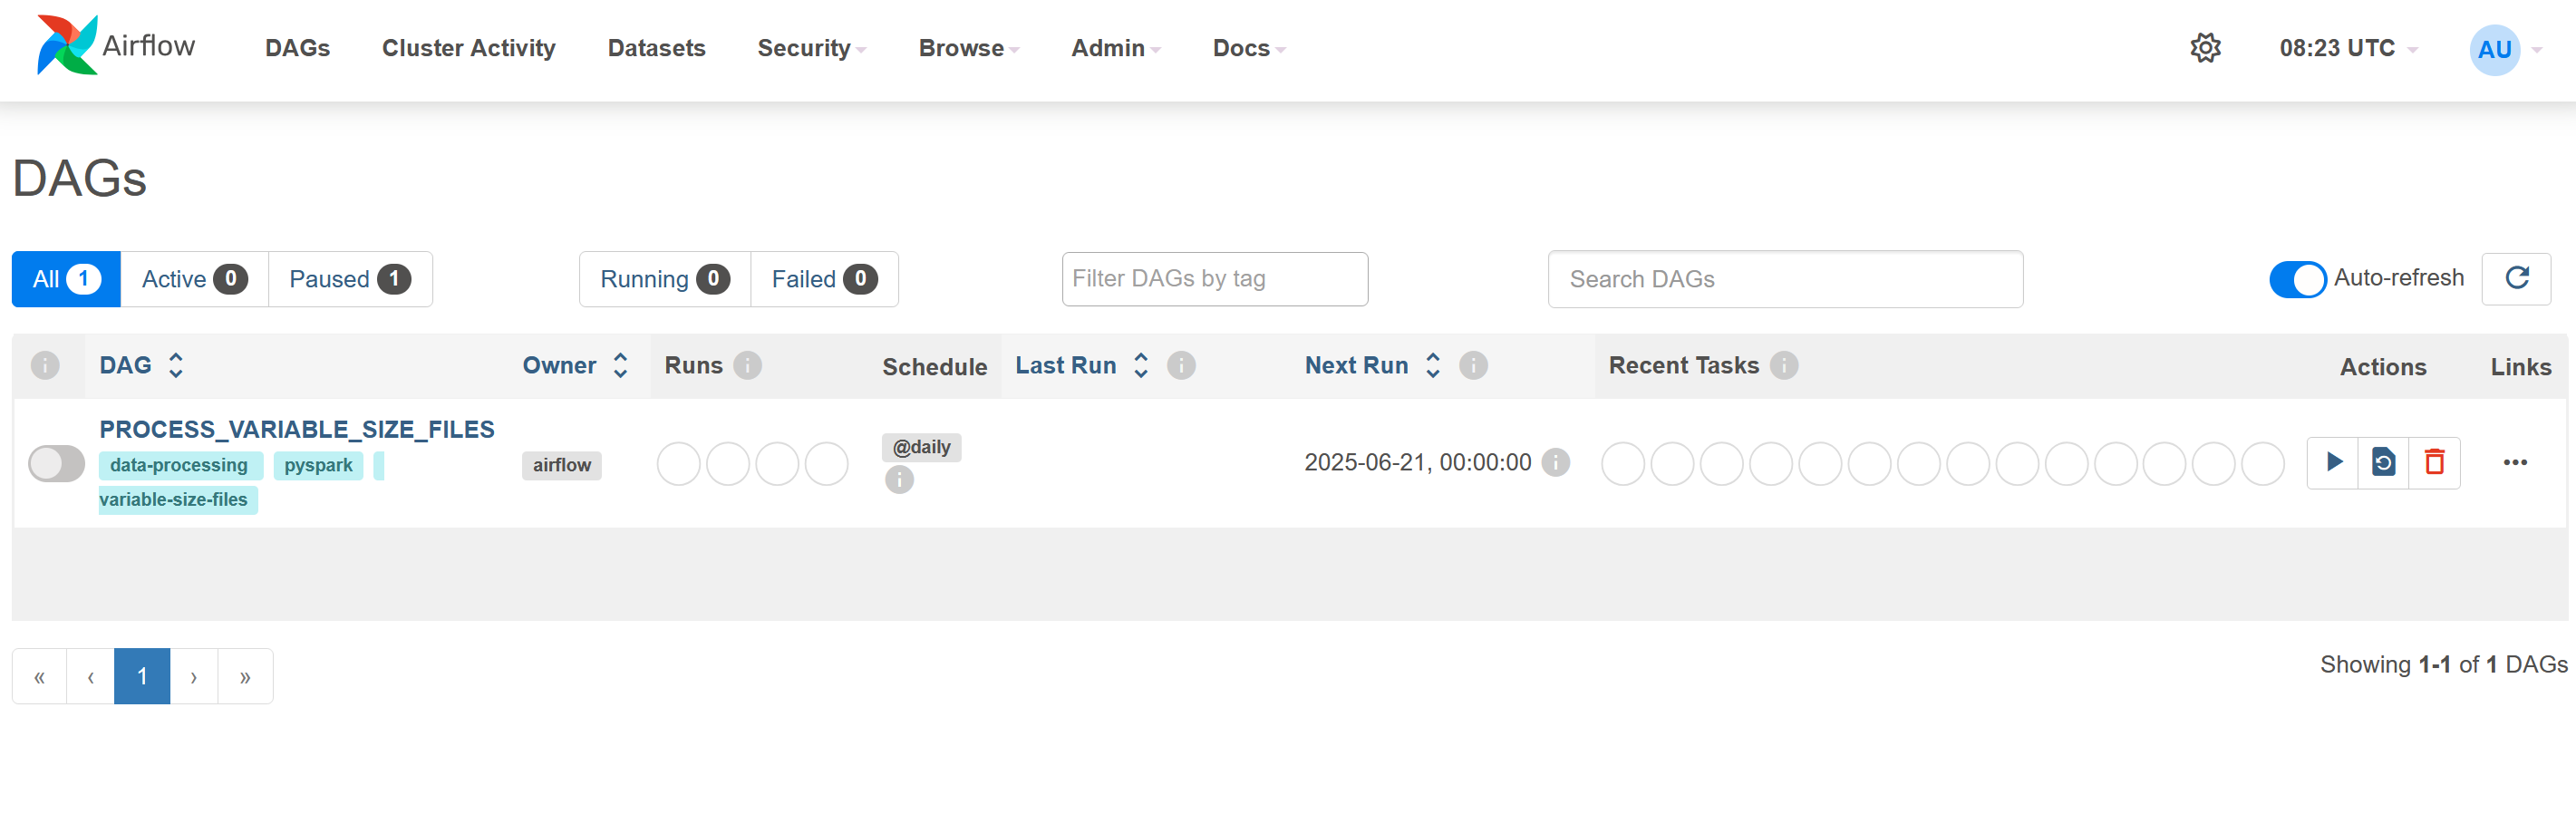 Airflow DAGs Cluster Activity Datasets Security Browse Admin Docs 08:23 UTC AU
DAGs
All 1 Active 0 Paused 1 Running 0 Failed 0 Filter DAGs by tag Search DAGs Auto-refresh
i DAG Owner Runs i Schedule Last Run i Next Run i Recent Tasks i Actions Links
PROCESS_VARIABLE_SIZE_FILES
data-processing pyspark
variable-size-files
airflow
@daily
i
2025-06-21, 00:00:00 i
« ‹ 1 › »
Showing 1-1 of 1 DAGs